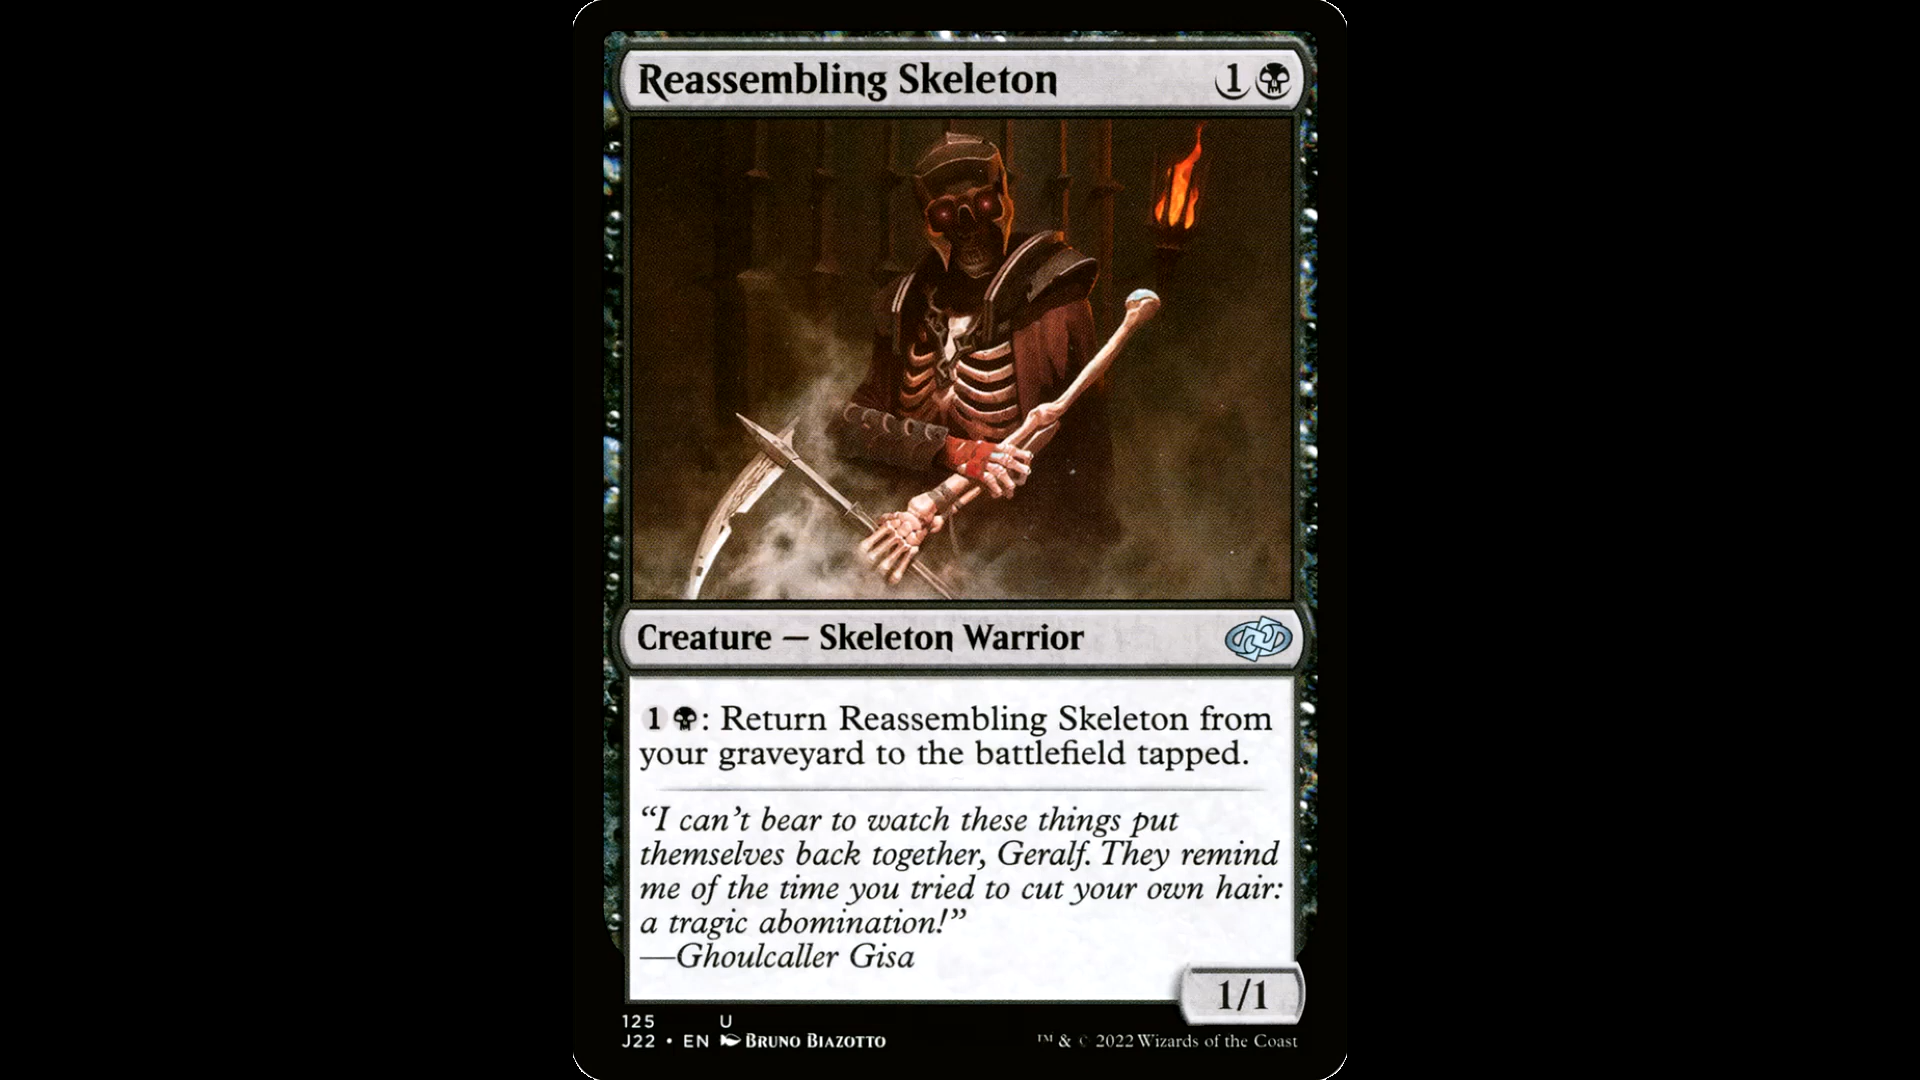 Reassembling Skeleton 1
Creature — Skeleton Warrior
1 : Return Reassembling Skeleton from
your graveyard to the battlefield tapped.
“I can’t bear to watch these things put
themselves back together, Geralf. They remind
me of the time you tried to cut your own hair:
a tragic abomination!”
—Ghoulcaller Gisa
1/1
125 U
J22 • EN Bruno Biazotto
™ & © 2022 Wizards of the Coast